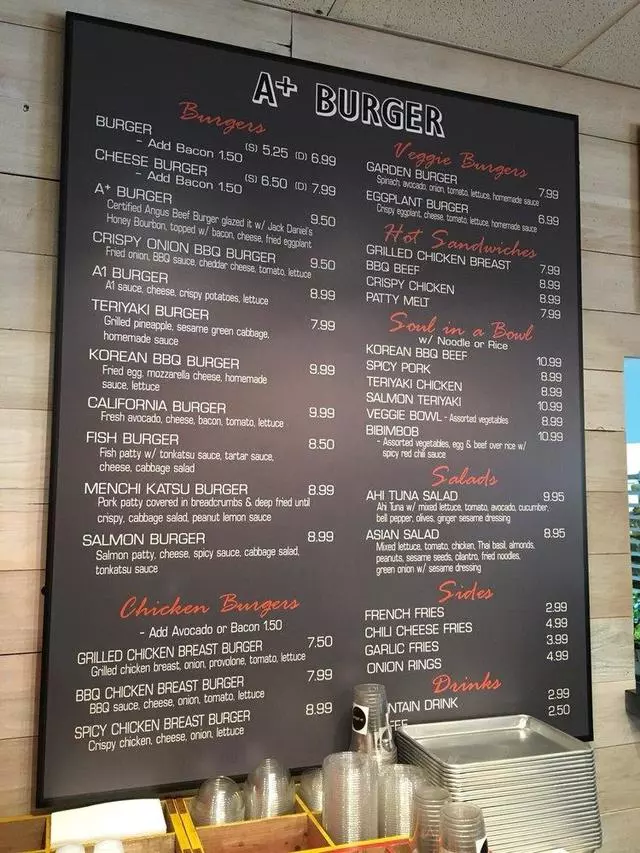 A+ BURGER
Burgers
BURGER (S) 5.25 (D) 6.99
- Add Bacon 1.50
CHEESE BURGER (S) 6.50 (D) 7.99
- Add Bacon 1.50
A+ BURGER 9.50
Certified Angus Beef Burger glazed it w/ Jack Daniel's
Honey Bourbon, topped w/ bacon, cheese, fried eggplant
CRISPY ONION BBQ BURGER 9.50
Fried onion, BBQ sauce, cheddar cheese, tomato, lettuce
A1 BURGER 8.99
A1 sauce, cheese, crispy potatoes, lettuce
TERIYAKI BURGER 7.99
Grilled pineapple, sesame green cabbage,
homemade sauce
KOREAN BBQ BURGER 9.99
Fried egg, mozzarella cheese, homemade
sauce, lettuce
CALIFORNIA BURGER 9.99
Fresh avocado, cheese, bacon, tomato, lettuce
FISH BURGER 8.50
Fish patty w/ tonkatsu sauce, tartar sauce,
cheese, cabbage salad
MENCHI KATSU BURGER 8.99
Pork patty covered in breadcrumbs & deep fried until
crispy, cabbage salad, peanut lemon sauce
SALMON BURGER 8.99
Salmon patty, cheese, spicy sauce, cabbage salad,
tonkatsu sauce
Chicken Burgers
- Add Avocado or Bacon 1.50
GRILLED CHICKEN BREAST BURGER 7.50
Grilled chicken breast, onion, provolone, tomato, lettuce
BBQ CHICKEN BREAST BURGER 7.99
BBQ sauce, cheese, onion, tomato, lettuce
SPICY CHICKEN BREAST BURGER 8.99
Crispy chicken, cheese, onion, lettuce
Veggie Burgers
GARDEN BURGER 7.99
Spinach, avocado, onion, tomato, lettuce, homemade sauce
EGGPLANT BURGER 6.99
Crispy eggplant, cheese, tomato, lettuce, homemade sauce
Hot Sandwiches
GRILLED CHICKEN BREAST 7.99
BBQ BEEF 8.99
CRISPY CHICKEN 8.99
PATTY MELT 7.99
Soul in a Bowl
w/ Noodle or Rice
KOREAN BBQ BEEF 10.99
SPICY PORK 8.99
TERIYAKI CHICKEN 8.99
SALMON TERIYAKI 10.99
VEGGIE BOWL - Assorted vegetables 8.99
BIBIMBOB 10.99
- Assorted vegetables, egg & beef over rice w/
spicy red chili sauce
Salads
AHI TUNA SALAD 9.95
Ahi Tuna w/ mixed lettuce, tomato, avocado, cucumber,
bell pepper, olives, ginger sesame dressing
ASIAN SALAD 8.95
Mixed lettuce, tomato, chicken, Thai basil, almonds,
peanuts, sesame seeds, cilantro, fried noodles,
green onion w/ sesame dressing
Sides
FRENCH FRIES 2.99
CHILI CHEESE FRIES 4.99
GARLIC FRIES 3.99
ONION RINGS 4.99
Drinks
NTAIN DRINK 2.99
2.50